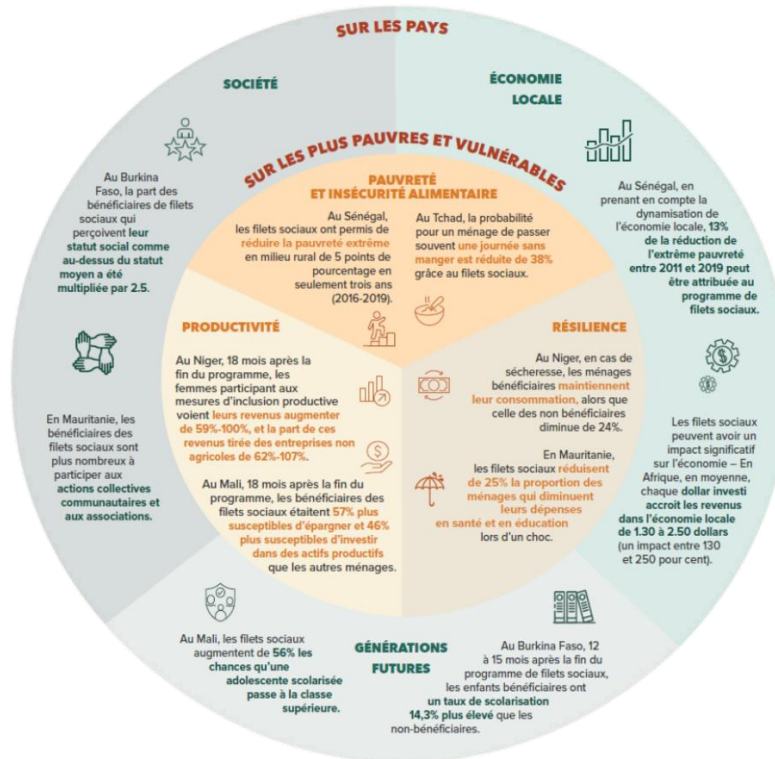 SUR LES PAYS
SOCIÉTÉ
Au Burkina
Faso, la part des
bénéficiaires de filets
sociaux qui
perçoivent leur
statut social comme
au-dessus du statut
moyen a été
multipliée par 2.5.
En Mauritanie, les
bénéficiaires des
filets sociaux sont
plus nombreux à
participer aux
actions collectives
communautaires et
aux associations.
ÉCONOMIE
LOCALE
Au Sénégal, en
prenant en compte la
dynamisation de
l'économie locale, 13%
de la réduction de
l'extrême pauvreté
entre 2011 et 2019 peut
être attribuée au
programme de
filets sociaux.
Les filets sociaux
peuvent avoir un
impact significatif
sur l'économie – En
Afrique, en moyenne,
chaque dollar investi
accroit les revenus
dans l'économie locale
de 1.30 à 2.50 dollars
(un impact entre 130
et 250 pour cent).
SUR LES PLUS PAUVRES ET VULNÉRABLES
PAUVRETÉ
ET INSÉCURITÉ ALIMENTAIRE
Au Sénégal,
les filets sociaux ont permis de
réduire la pauvreté extrême
en milieu rural de 5 points de
pourcentage en
seulement trois ans
(2016-2019).
Au Tchad, la probabilité
pour un ménage de passer
souvent une journée sans
manger est réduite de 38%
grâce au filets sociaux.
PRODUCTIVITÉ
Au Niger, 18 mois après la
fin du programme, les
femmes participant aux
mesures d'inclusion productive
voient leurs revenus augmenter
de 59%-100%, et la part de ces
revenus tirée des entreprises non
agricoles de 62%-107%.
Au Mali, 18 mois après la fin du
programme, les bénéficiaires des
filets sociaux étaitent 57% plus
susceptibles d'épargner et 46%
plus susceptibles d'investir
dans des actifs productifs
que les autres ménages.
RÉSILIENCE
Au Niger, en cas de
sécheresse, les ménages
bénéficiaires maintiennent
leur consommation, alors que
celle des non bénéficiaires
diminue de 24%.
En Mauritanie,
les filets sociaux réduisent
de 25% la proportion des
ménages qui diminuent
leurs dépenses
en santé et en éducation
lors d'un choc.
GÉNÉRATIONS
FUTURES
Au Mali, les filets sociaux
augmentent de 56% les
chances qu'une
adolescente scolarisée
passe à la classe
supérieure.
Au Burkina Faso, 12
à 15 mois après la fin du
programme de filets sociaux,
les enfants bénéficiaires ont
un taux de scolarisation
14,3% plus élevé que les
non-bénéficiaires.